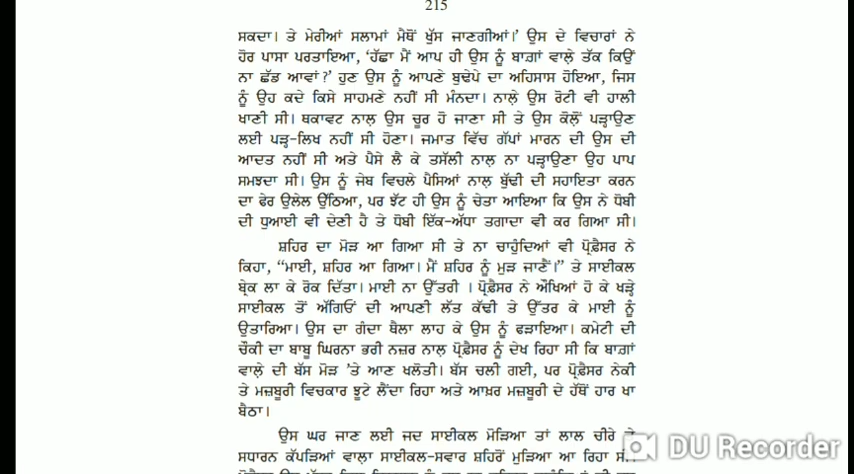 215
ਸਕਦਾ। ਤੇ ਮੇਰੀਆਂ ਸਲਾਮਾਂ ਮੈਥੋਂ ਖੁੱਸ ਜਾਣਗੀਆਂ।’ ਉਸ ਦੇ ਵਿਚਾਰਾਂ ਨੇ
ਹੋਰ ਪਾਸਾ ਪਰਤਾਇਆ, ‘ਹੱਛਾ ਮੈਂ ਆਪ ਹੀ ਉਸ ਨੂੰ ਬਾਗ਼ਾਂ ਵਾਲੇ ਤੱਕ ਕਿਉਂ
ਨਾ ਛੱਡ ਆਵਾਂ?’ ਹੁਣ ਉਸ ਨੂੰ ਆਪਣੇ ਬੁਢੇਪੇ ਦਾ ਅਹਿਸਾਸ ਹੋਇਆ, ਜਿਸ
ਨੂੰ ਉਹ ਕਦੇ ਕਿਸੇ ਸਾਹਮਣੇ ਨਹੀਂ ਸੀ ਮੰਨਦਾ। ਨਾਲੇ ਉਸ ਰੋਟੀ ਵੀ ਹਾਲੀ
ਖਾਣੀ ਸੀ। ਥਕਾਵਟ ਨਾਲ਼ ਉਸ ਚੂਰ ਹੋ ਜਾਣਾ ਸੀ ਤੇ ਉਸ ਕੋਲ਼ੋਂ ਪੜ੍ਹਾਉਣ
ਲਈ ਪੜ੍ਹ-ਲਿਖ ਨਹੀਂ ਸੀ ਹੋਣਾ। ਜਮਾਤ ਵਿੱਚ ਗੱਪਾਂ ਮਾਰਨ ਦੀ ਉਸ ਦੀ
ਆਦਤ ਨਹੀਂ ਸੀ ਅਤੇ ਪੈਸੇ ਲੈ ਕੇ ਤਸੱਲੀ ਨਾਲ਼ ਨਾ ਪੜ੍ਹਾਉਣਾ ਉਹ ਪਾਪ
ਸਮਝਦਾ ਸੀ। ਉਸ ਨੂੰ ਜੇਬ ਵਿਚਲੇ ਪੈਸਿਆਂ ਨਾਲ਼ ਬੁੱਢੀ ਦੀ ਸਹਾਇਤਾ ਕਰਨ
ਦਾ ਫੇਰ ਉਲੇਲ ਉੱਠਿਆ, ਪਰ ਝੱਟ ਹੀ ਉਸ ਨੂੰ ਚੇਤਾ ਆਇਆ ਕਿ ਉਸ ਨੇ ਧੋਬੀ
ਦੀ ਧੁਆਈ ਵੀ ਦੇਣੀ ਹੈ ਤੇ ਧੋਬੀ ਇੱਕ-ਅੱਧਾ ਤਗਾਦਾ ਵੀ ਕਰ ਗਿਆ ਸੀ।
ਸ਼ਹਿਰ ਦਾ ਮੋੜ ਆ ਗਿਆ ਸੀ ਤੇ ਨਾ ਚਾਹੁੰਦਿਆਂ ਵੀ ਪ੍ਰੋਫ਼ੈਸਰ ਨੇ
ਕਿਹਾ, “ਮਾਈ, ਸ਼ਹਿਰ ਆ ਗਿਆ। ਮੈਂ ਸ਼ਹਿਰ ਨੂੰ ਮੁੜ ਜਾਣੈਂ।” ਤੇ ਸਾਈਕਲ
ਬ੍ਰੇਕ ਲਾ ਕੇ ਰੋਕ ਦਿੱਤਾ। ਮਾਈ ਨਾ ਉੱਤਰੀ । ਪ੍ਰੋਫ਼ੈਸਰ ਨੇ ਔਖਿਆਂ ਹੋ ਕੇ ਖੜ੍ਹੇ
ਸਾਈਕਲ ਤੋਂ ਅੱਗਿਓਂ ਦੀ ਆਪਣੀ ਲੱਤ ਕੱਢੀ ਤੇ ਉੱਤਰ ਕੇ ਮਾਈ ਨੂੰ
ਉਤਾਰਿਆ। ਉਸ ਦਾ ਗੰਦਾ ਥੈਲਾ ਲਾਹ ਕੇ ਉਸ ਨੂੰ ਫੜਾਇਆ। ਕਮੇਟੀ ਦੀ
ਚੌਕੀ ਦਾ ਬਾਬੂ ਘਿਰਨਾ ਭਰੀ ਨਜ਼ਰ ਨਾਲ਼ ਪ੍ਰੋਫ਼ੈਸਰ ਨੂੰ ਦੇਖ ਰਿਹਾ ਸੀ ਕਿ ਬਾਗ਼ਾਂ
ਵਾਲੇ ਦੀ ਬੱਸ ਮੋੜ ’ਤੇ ਆਣ ਖਲੋਤੀ। ਬੱਸ ਚਲੀ ਗਈ, ਪਰ ਪ੍ਰੋਫ਼ੈਸਰ ਨੇਕੀ
ਤੇ ਮਜ਼ਬੂਰੀ ਵਿਚਕਾਰ ਝੂਟੇ ਲੈਂਦਾ ਰਿਹਾ ਅਤੇ ਆਖ਼ਰ ਮਜ਼ਬੂਰੀ ਦੇ ਹੱਥੋਂ ਹਾਰ ਖਾ
ਬੈਠਾ।
ਉਸ ਘਰ ਜਾਣ ਲਈ ਜਦ ਸਾਈਕਲ ਮੋੜਿਆ ਤਾਂ ਲਾਲ ਚੀਰੇ ਤੇ
ਸਧਾਰਨ ਕੱਪੜਿਆਂ ਵਾਲ਼ਾ ਸਾਈਕਲ-ਸਵਾਰ ਸ਼ਹਿਰੋਂ ਮੁੜਿਆ ਆ ਰਿਹਾ
DU Recorder